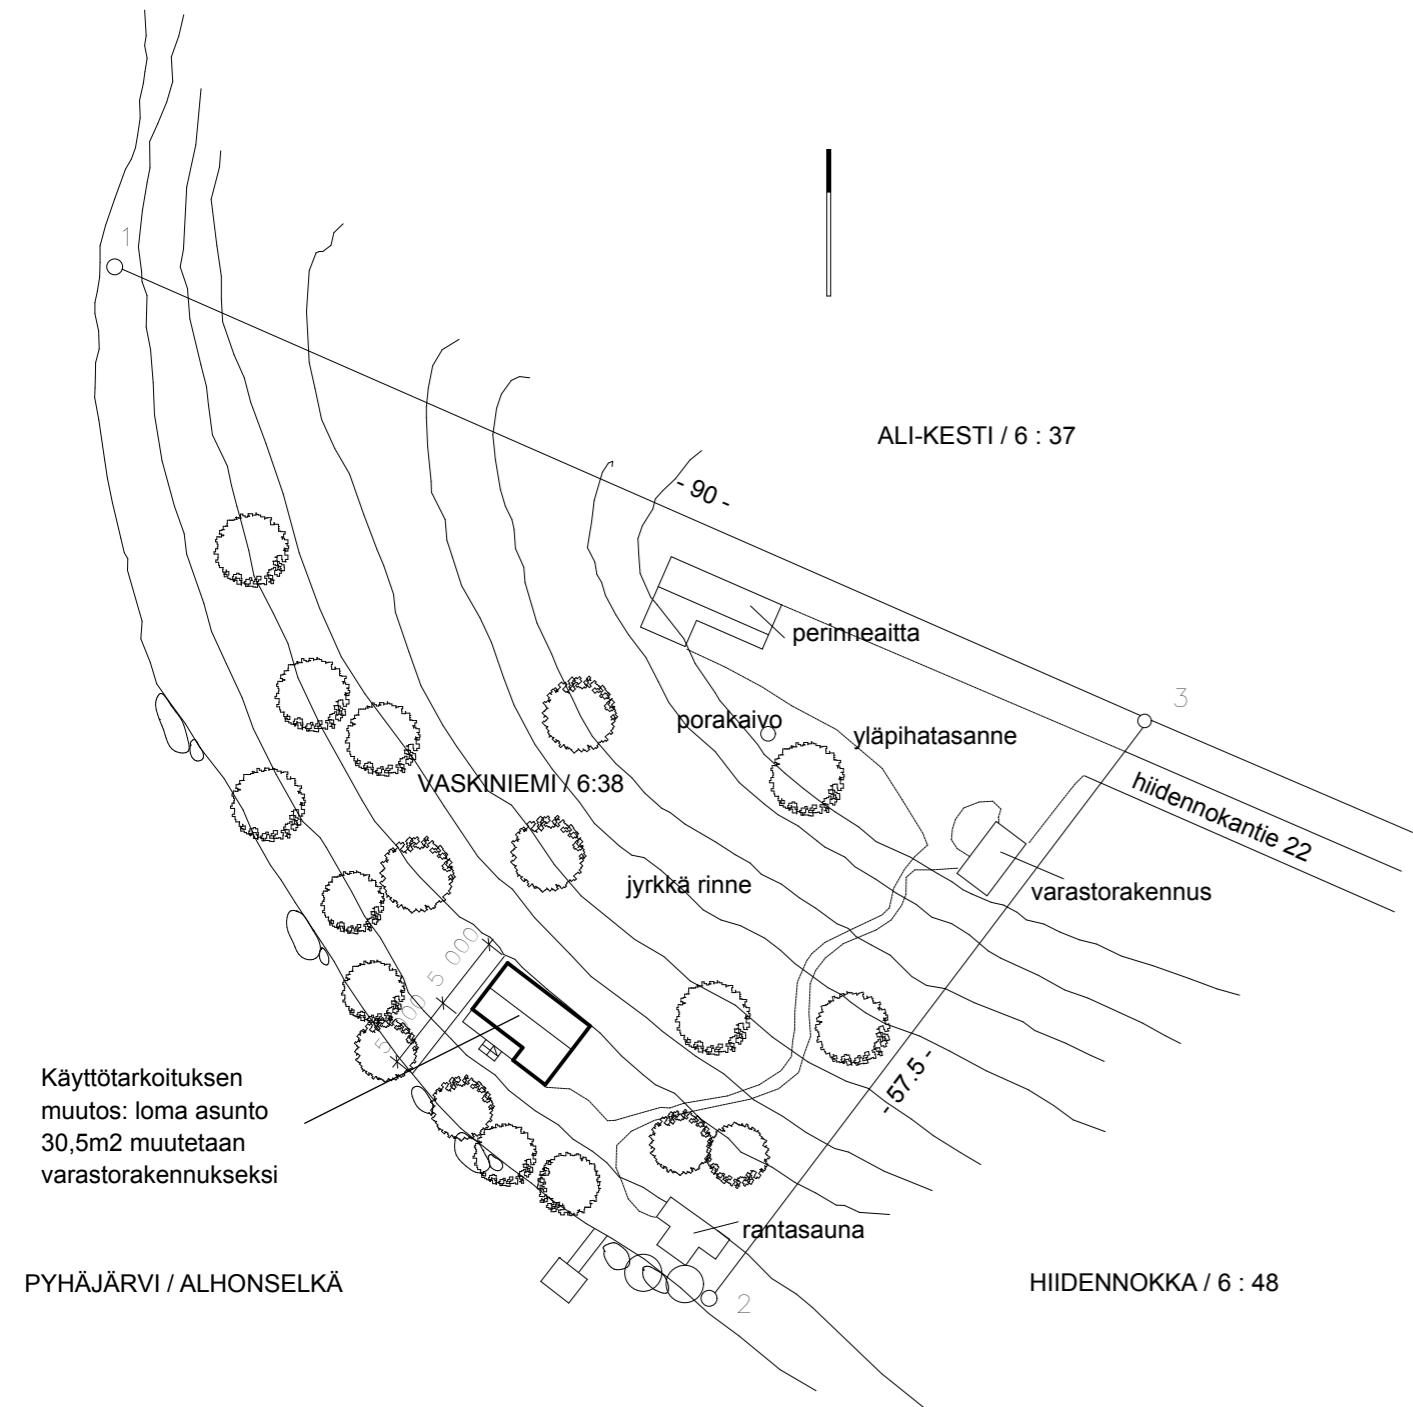 1
ALI-KESTI / 6 : 37
- 90 -
perinneaitta
3
porakaivo
yläpihatasanne
VASKINIEMI / 6:38
hiidennokantie 22
jyrkkä rinne
varastorakennus
5 000
5 000
- 57.5 -
Käyttötarkoituksen
muutos: loma asunto
30,5m2 muutetaan
varastorakennukseksi
rantasauna
PYHÄJÄRVI / ALHONSELKÄ
HIIDENNOKKA / 6 : 48
2